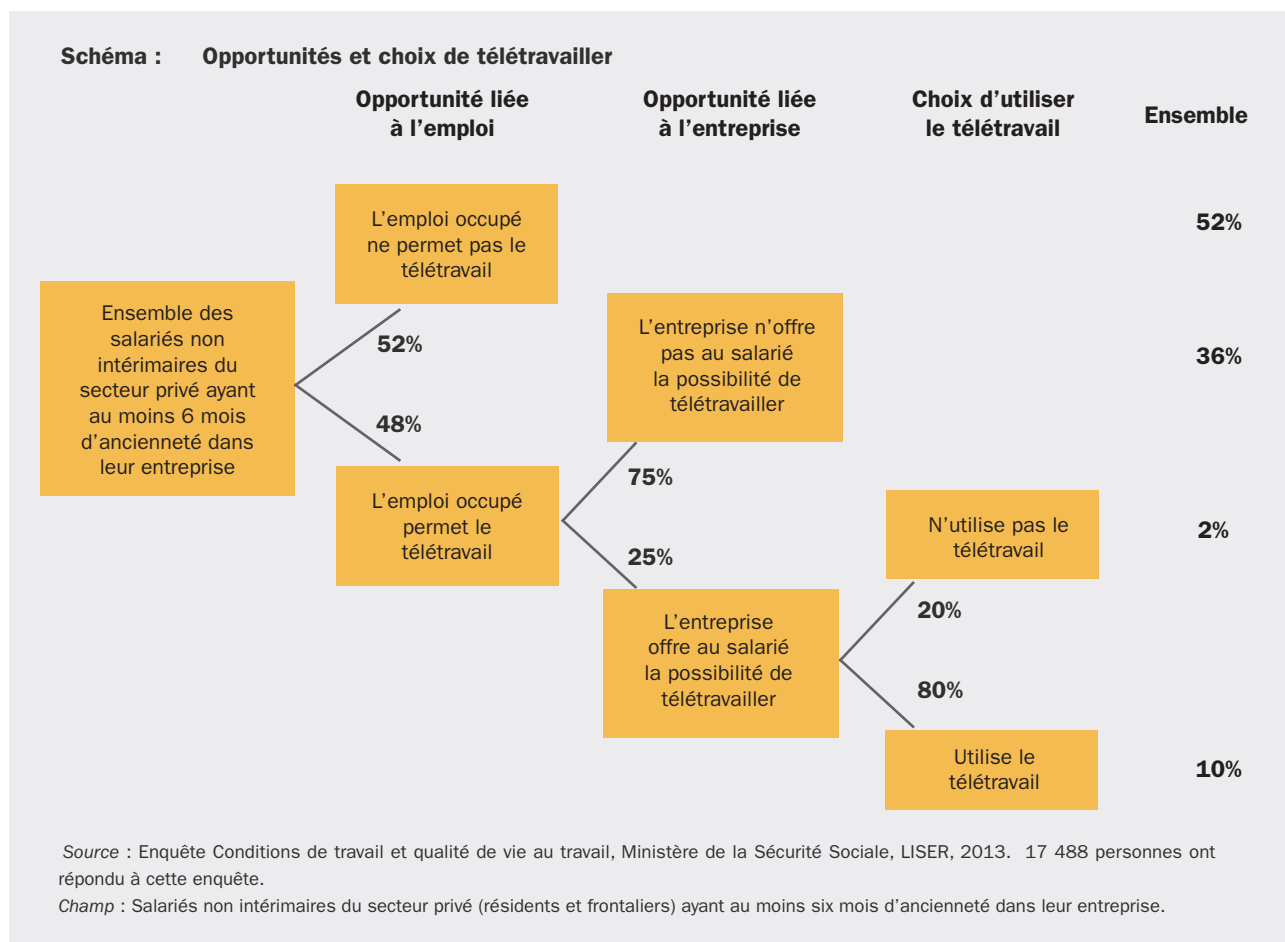 Schéma : Opportunités et choix de télétravailler
Opportunité liée
à l'emploi
Opportunité liée
à l'entreprise
Choix d'utiliser
le télétravail
Ensemble
L'emploi occupé
ne permet pas le
télétravail
52%
Ensemble des
salariés non
intérimaires du
secteur privé ayant
au moins 6 mois
d'ancienneté dans
leur entreprise
52%
48%
L'entreprise n'offre
pas au salarié
la possibilité de
télétravailler
36%
L'emploi occupé
permet le
télétravail
75%
25%
N'utilise pas le
télétravail
2%
L'entreprise
offre au salarié
la possibilité de
télétravailler
20%
80%
Utilise le
télétravail
10%
Source : Enquête Conditions de travail et qualité de vie au travail, Ministère de la Sécurité Sociale, LISER, 2013. 17 488 personnes ont
répondu à cette enquête.
Champ : Salariés non intérimaires du secteur privé (résidents et frontaliers) ayant au moins six mois d'ancienneté dans leur entreprise.